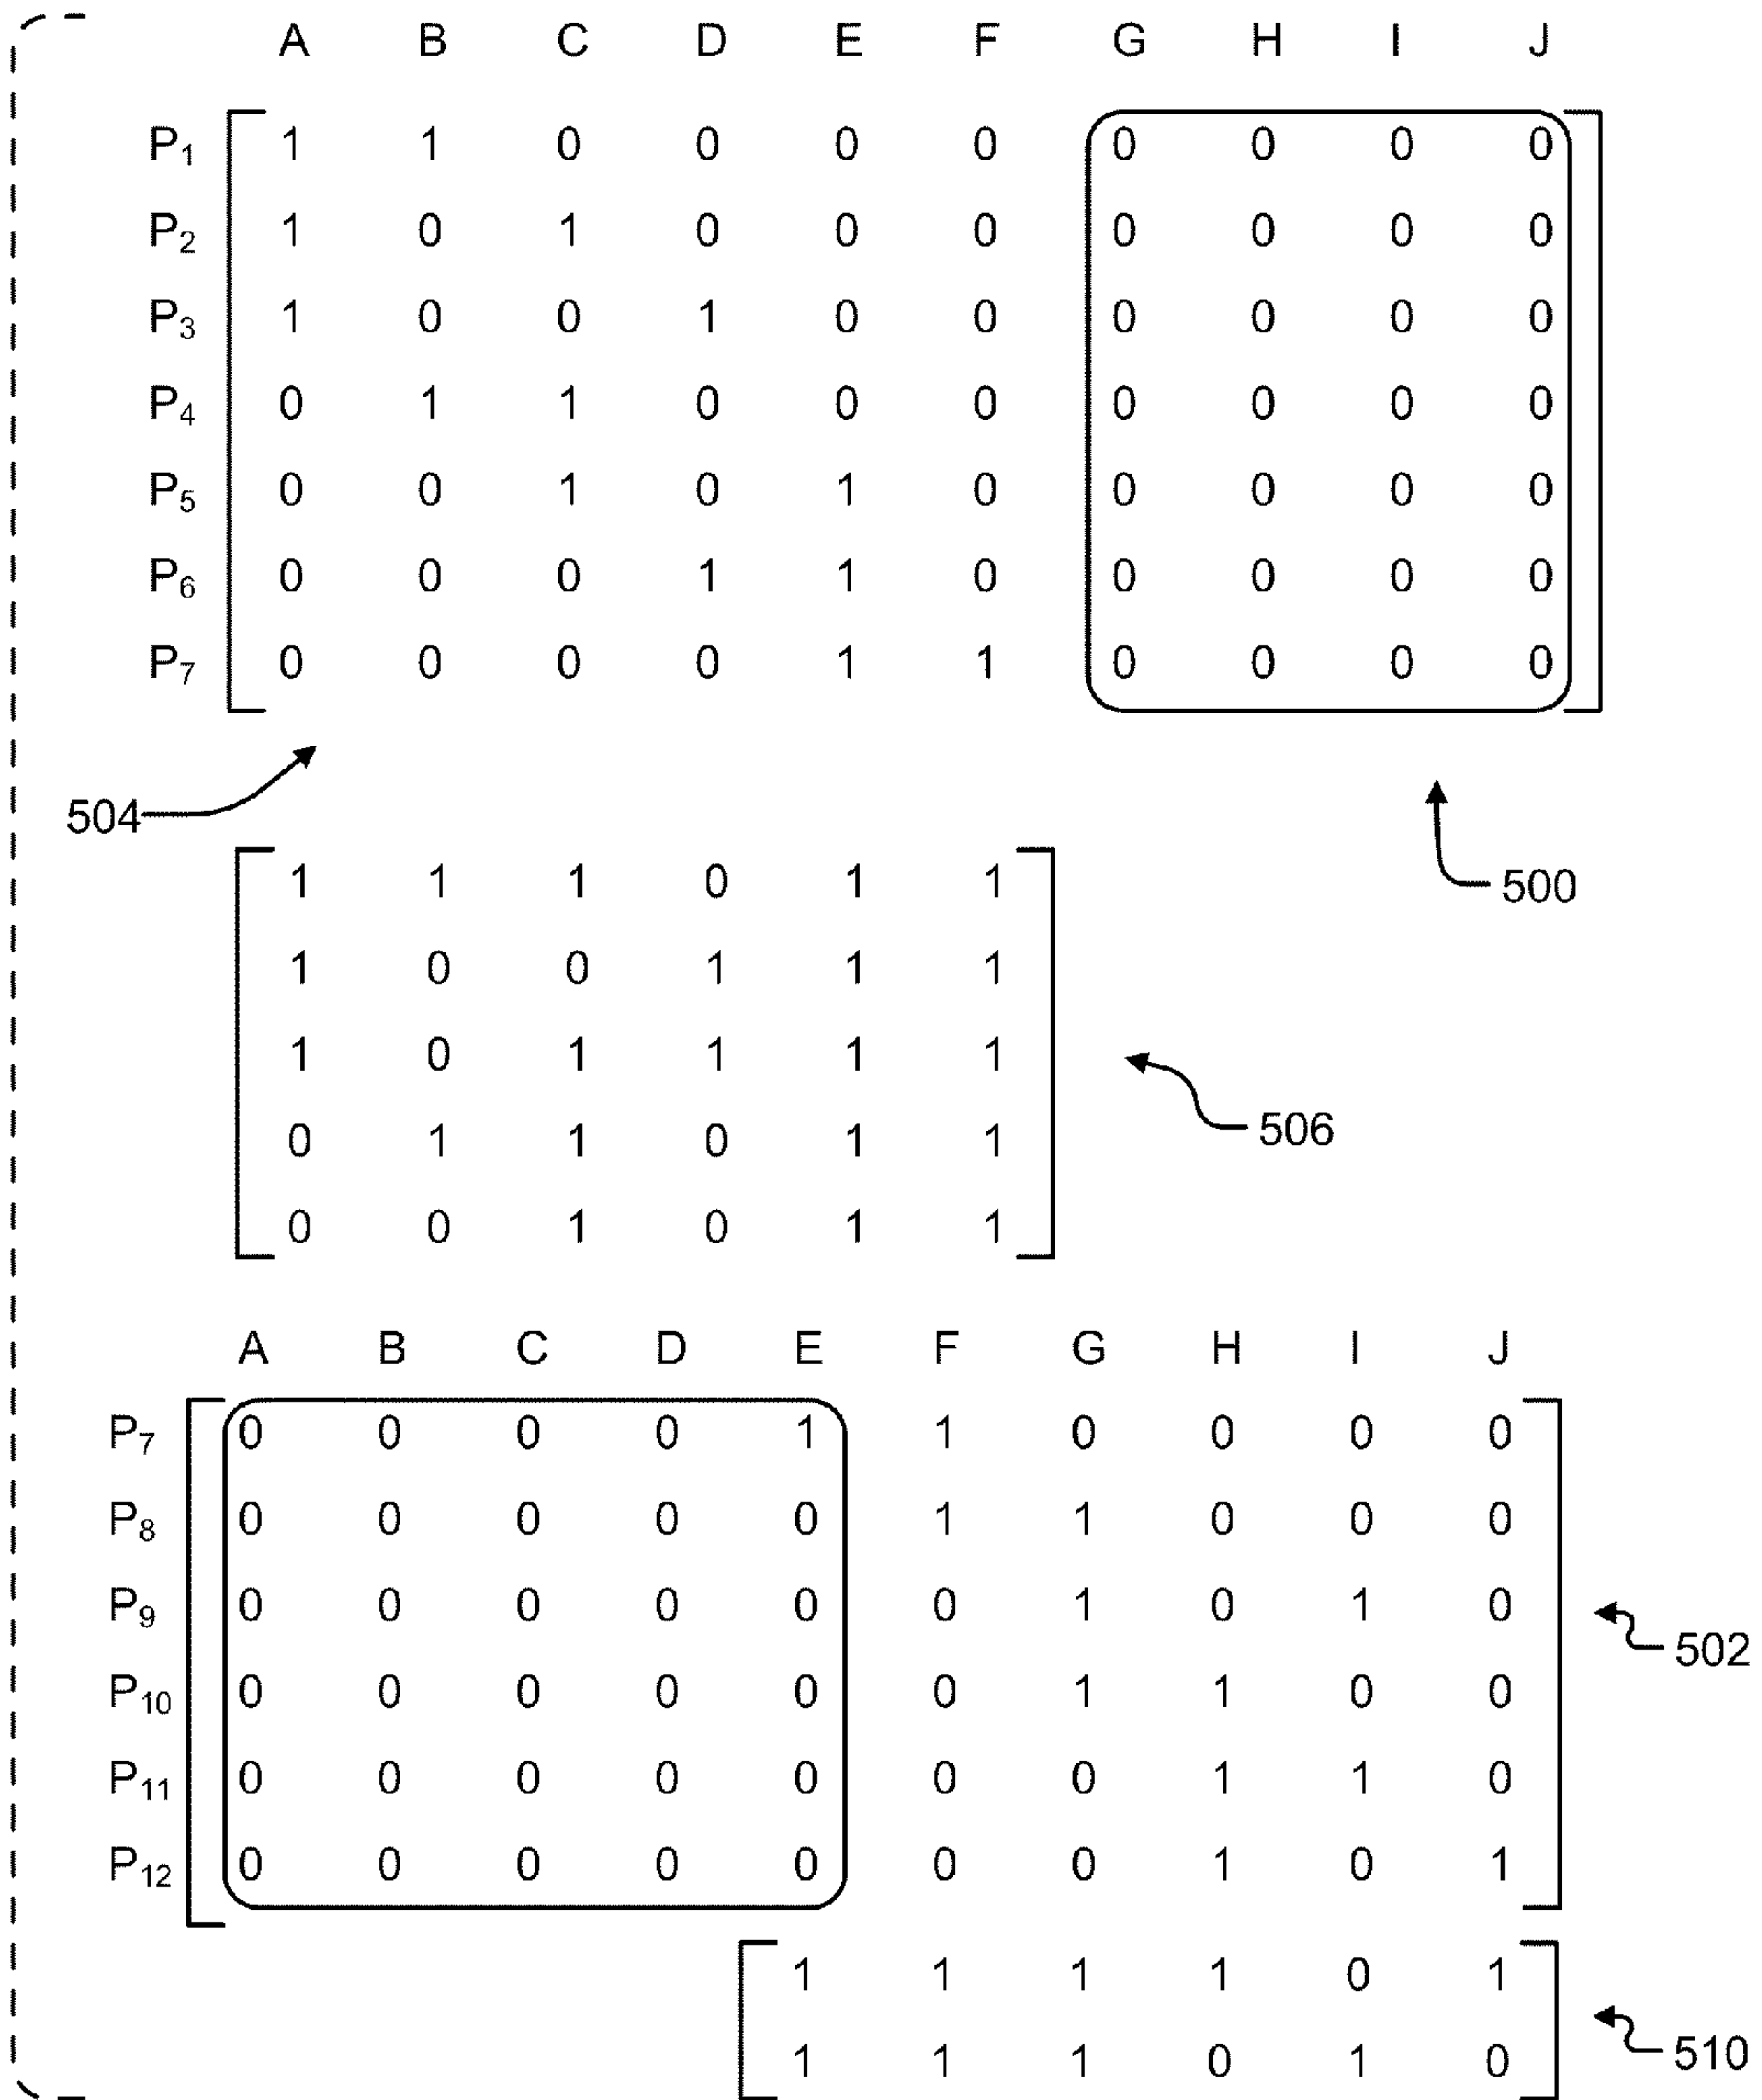 A B C D E F G H I J
P₁ 1 1 0 0 0 0 0 0 0 0
P₂ 1 0 1 0 0 0 0 0 0 0
P₃ 1 0 0 1 0 0 0 0 0 0
P₄ 0 1 1 0 0 0 0 0 0 0
P₅ 0 0 1 0 1 0 0 0 0 0
P₆ 0 0 0 1 1 0 0 0 0 0
P₇ 0 0 0 0 1 1 0 0 0 0
504
500
1 1 1 0 1 1
1 0 0 1 1 1
1 0 1 1 1 1
506
0 1 1 0 1 1
0 0 1 0 1 1
A B C D E F G H I J
P₇ 0 0 0 0 1 1 0 0 0 0
P₈ 0 0 0 0 0 1 1 0 0 0
P₉ 0 0 0 0 0 0 1 0 1 0
502
P₁₀ 0 0 0 0 0 0 1 1 0 0
P₁₁ 0 0 0 0 0 0 0 1 1 0
P₁₂ 0 0 0 0 0 0 0 1 0 1
1 1 1 1 0 1
1 1 1 0 1 0
510